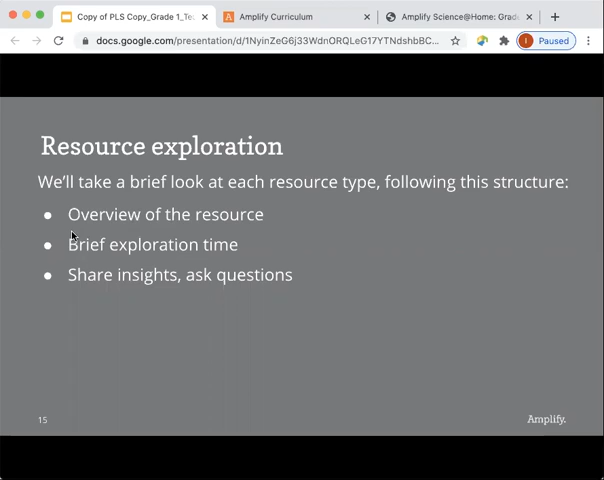 Copy of PLS Copy_Grade 1_Te
Amplify Curriculum
Amplify Science@Home: Grad
docs.google.com/presentation/d/1NyinZeG6j33WdnORQLeG17YTNdshbBC...
I
Paused
Resource exploration
We'll take a brief look at each resource type, following this structure:
● Overview of the resource
● Brief exploration time
● Share insights, ask questions
15
Amplify.